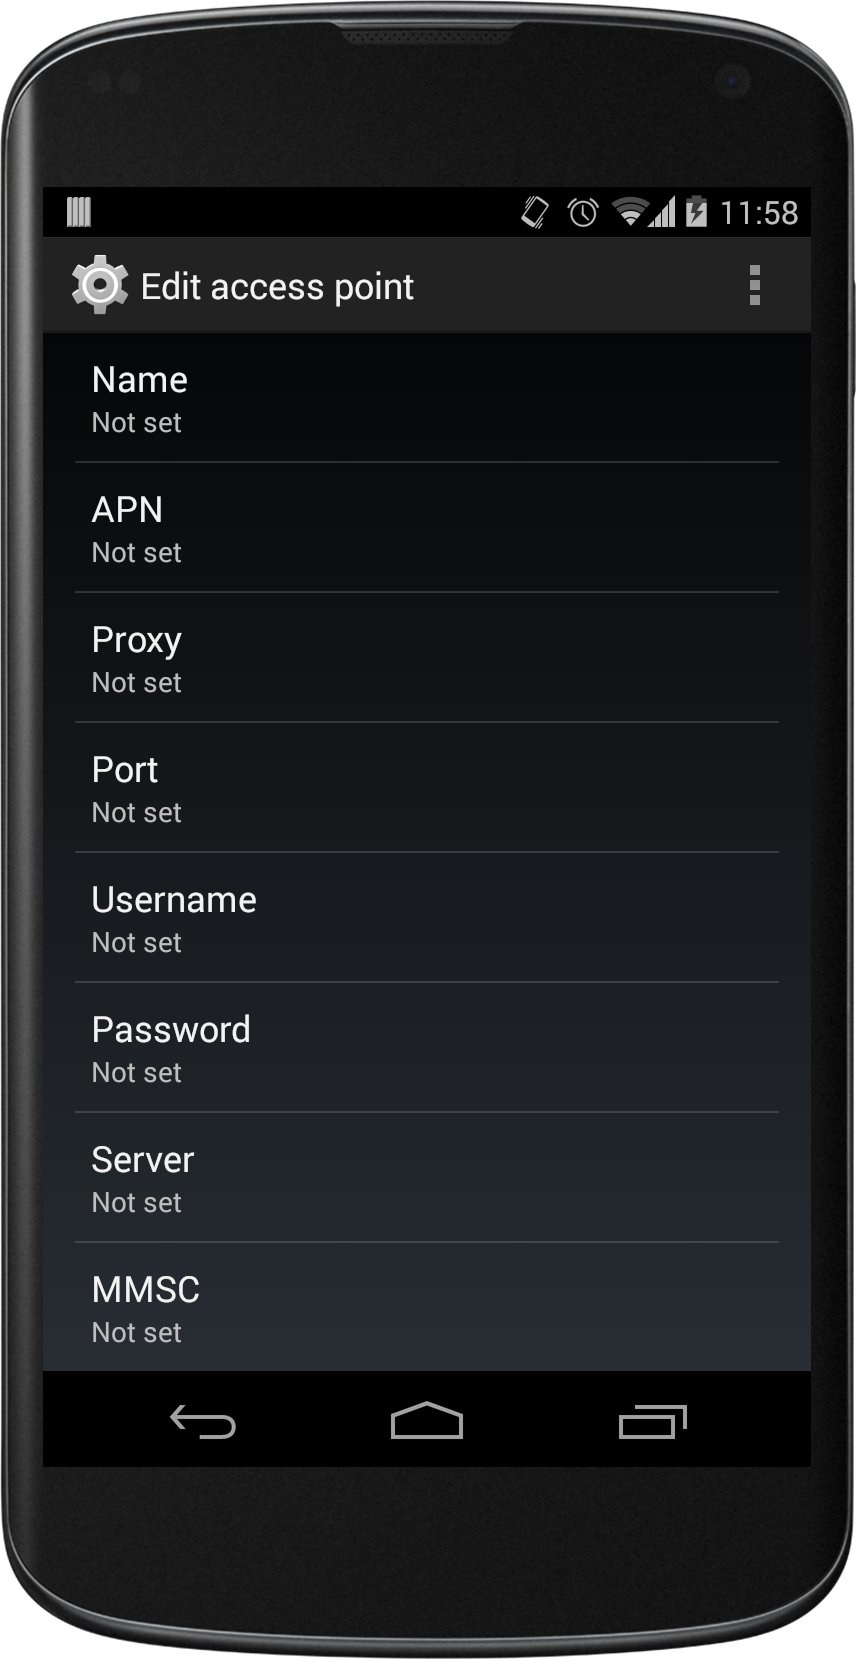 11:58
Edit access point
Name
Not set
APN
Not set
Proxy
Not set
Port
Not set
Username
Not set
Password
Not set
Server
Not set
MMSC
Not set